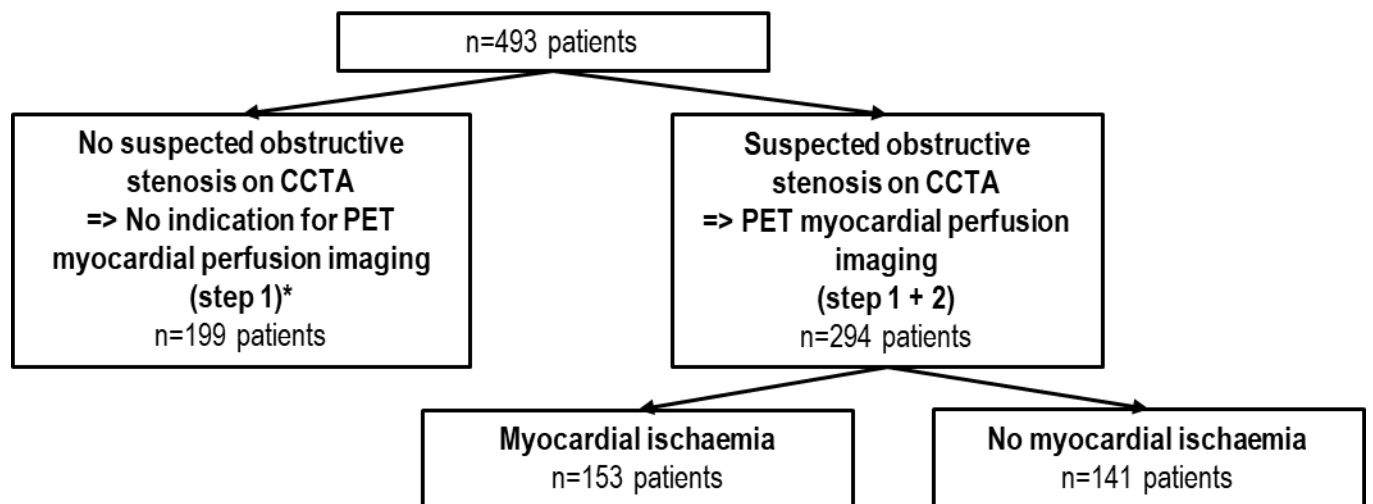 n=493 patients
No suspected obstructive
stenosis on CCTA
=> No indication for PET
myocardial perfusion imaging
(step 1)*
n=199 patients
Suspected obstructive
stenosis on CCTA
=> PET myocardial perfusion
imaging
(step 1 + 2)
n=294 patients
Myocardial ischaemia
n=153 patients
No myocardial ischaemia
n=141 patients